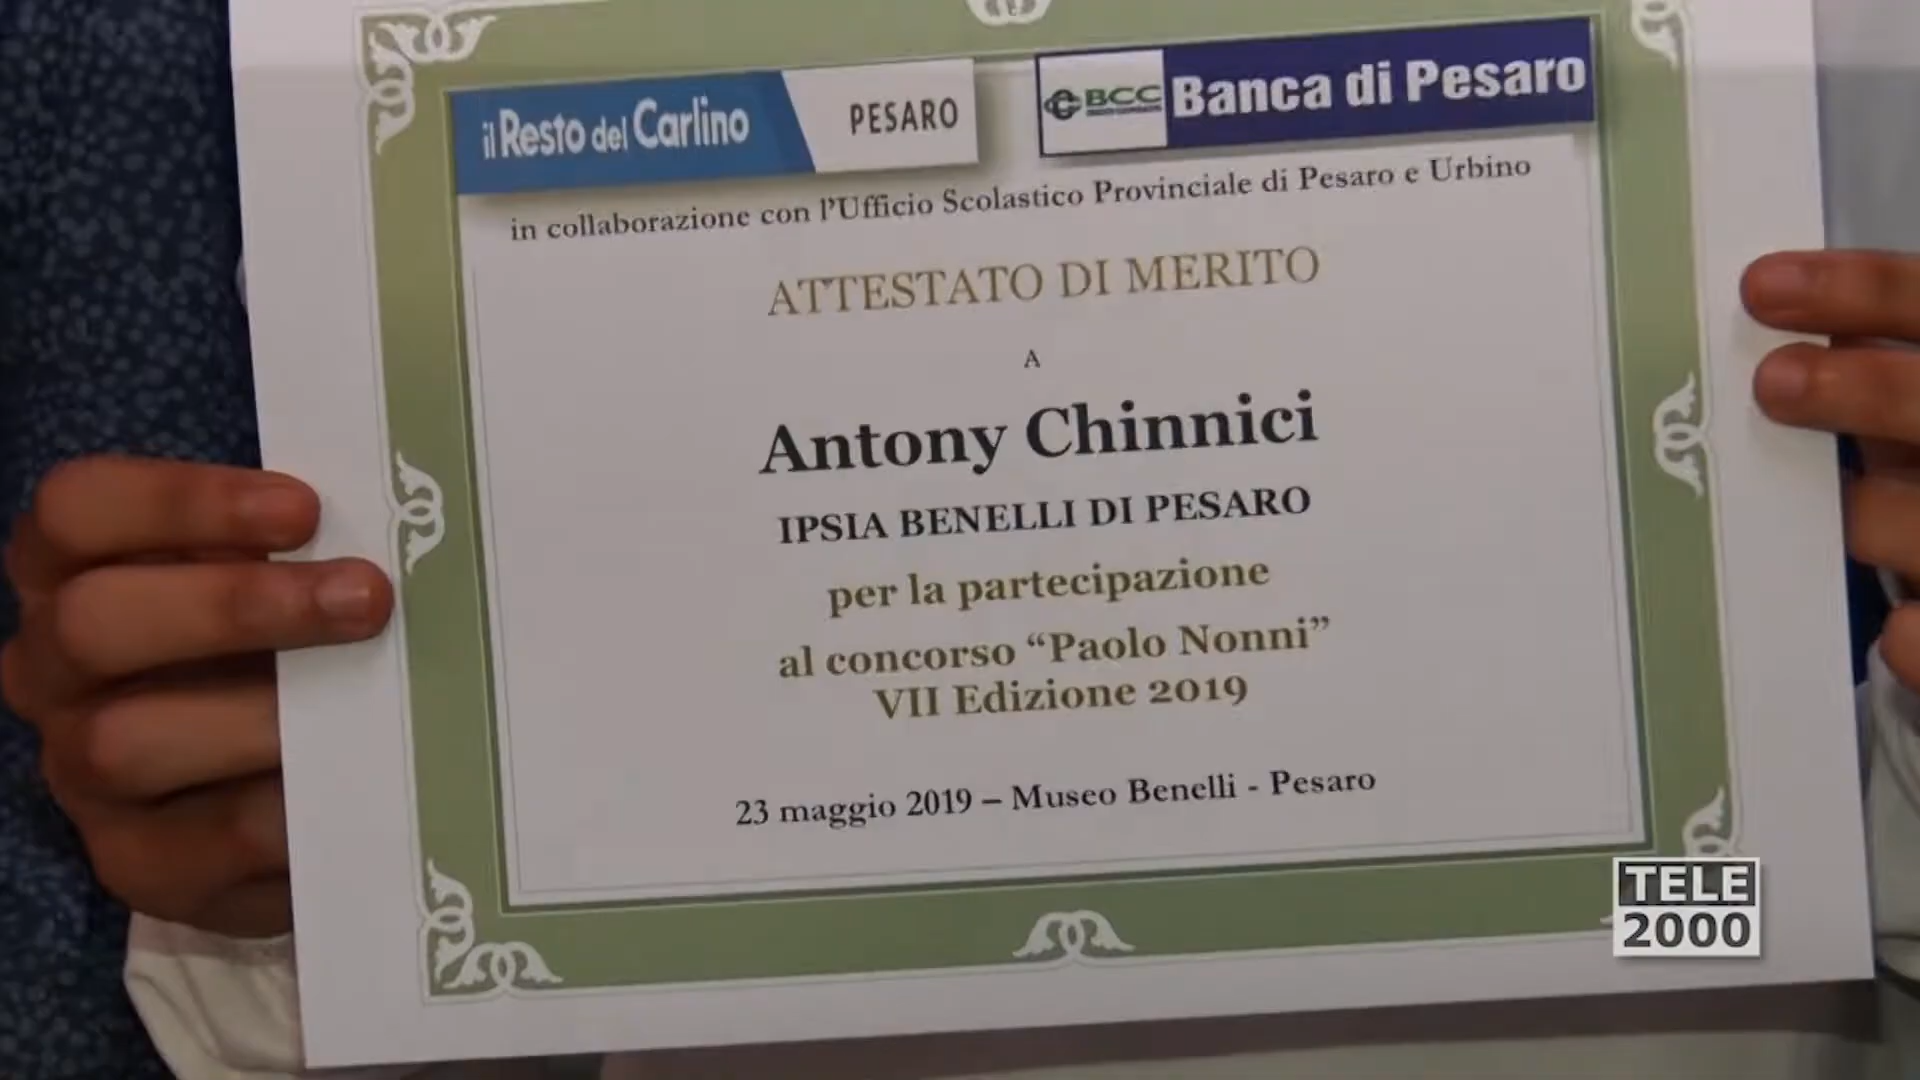 il Resto del Carlino PESARO
BCC Banca di Pesaro
in collaborazione con l'Ufficio Scolastico Provinciale di Pesaro e Urbino
ATTESTATO DI MERITO
A
Antony Chinnici
IPSIA BENELLI DI PESARO
per la partecipazione
al concorso “Paolo Nonni”
VII Edizione 2019
23 maggio 2019 – Museo Benelli - Pesaro
TELE
2000